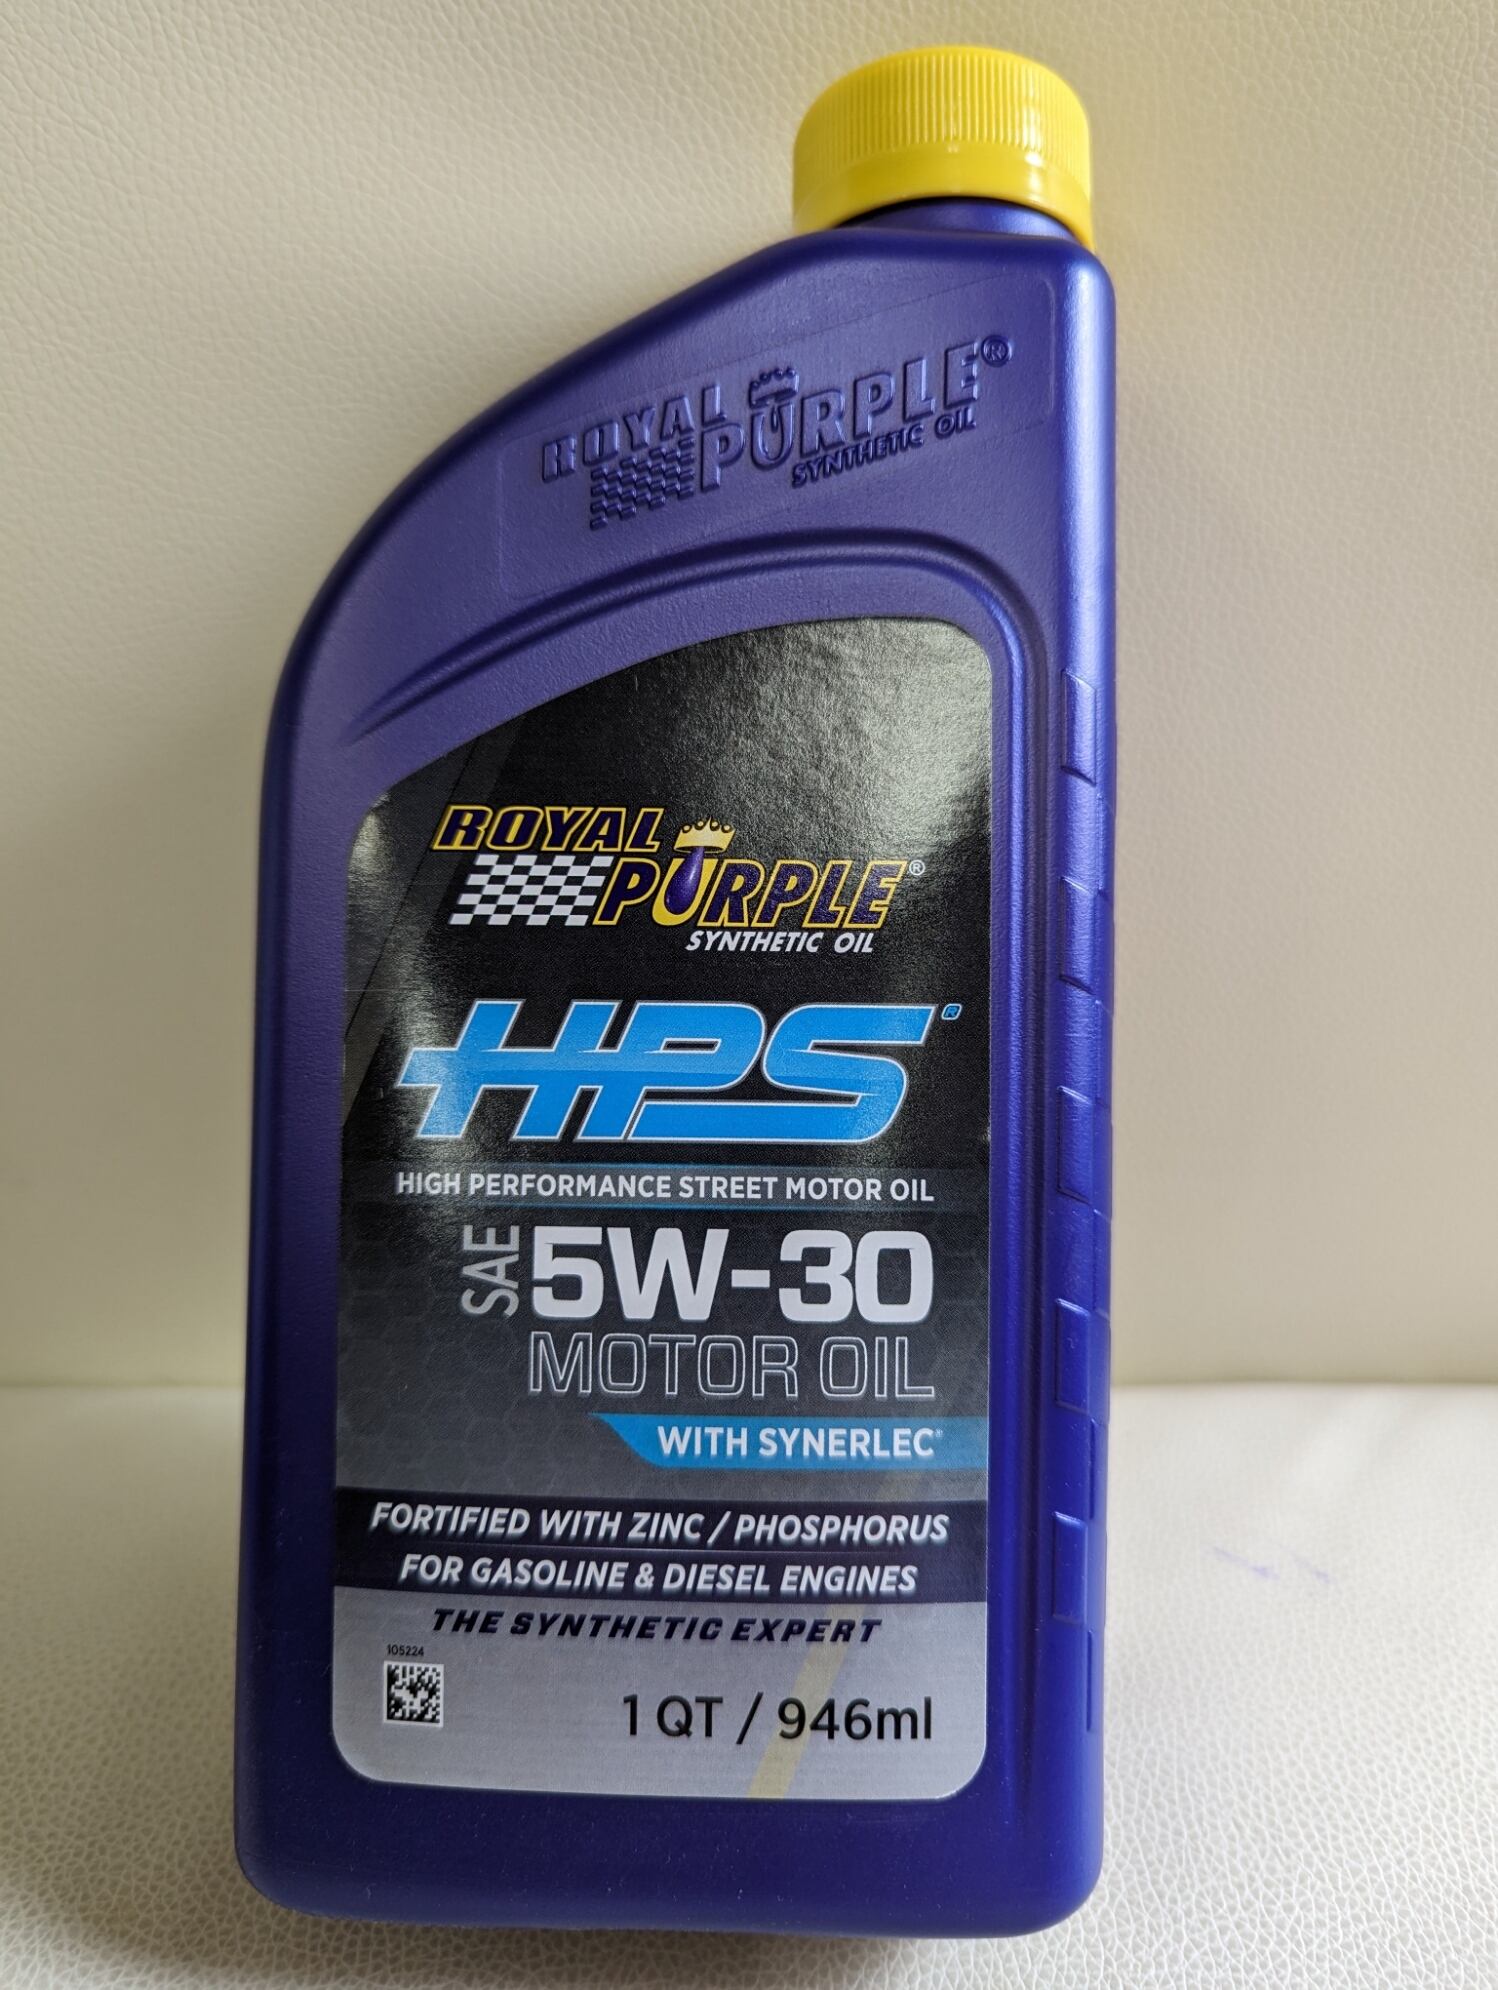 ROYAL
PURPLE®
SYNTHETIC OIL
ROYAL
PURPLE®
SYNTHETIC OIL
HPS®
HIGH PERFORMANCE STREET MOTOR OIL
SAE 5W-30
MOTOR OIL
WITH SYNERLEC®
FORTIFIED WITH ZINC / PHOSPHORUS
FOR GASOLINE & DIESEL ENGINES
THE SYNTHETIC EXPERT
105224
1 QT / 946ml